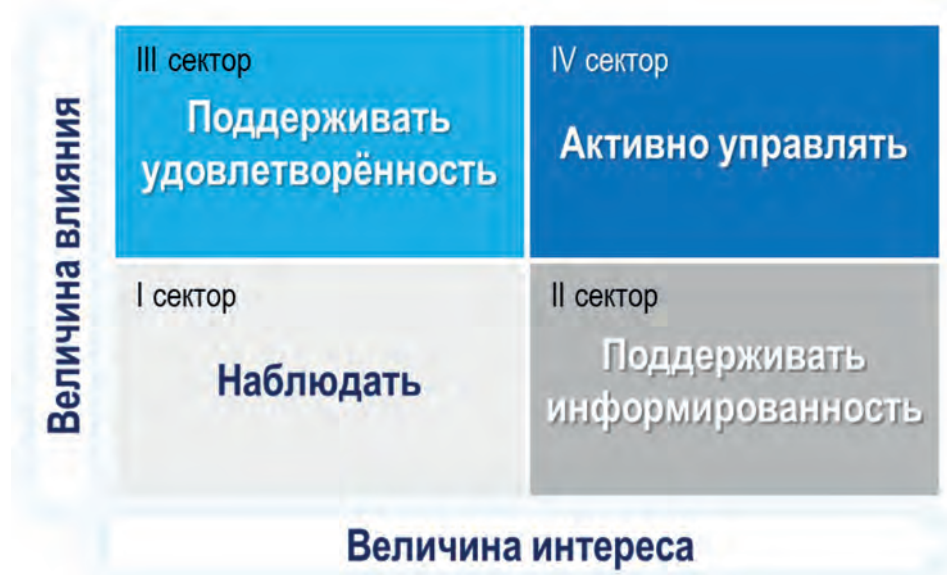 Величина влияния
III сектор
Поддерживать
удовлетворённость
IV сектор
Активно управлять
I сектор
Наблюдать
II сектор
Поддерживать
информированность
Величина интереса